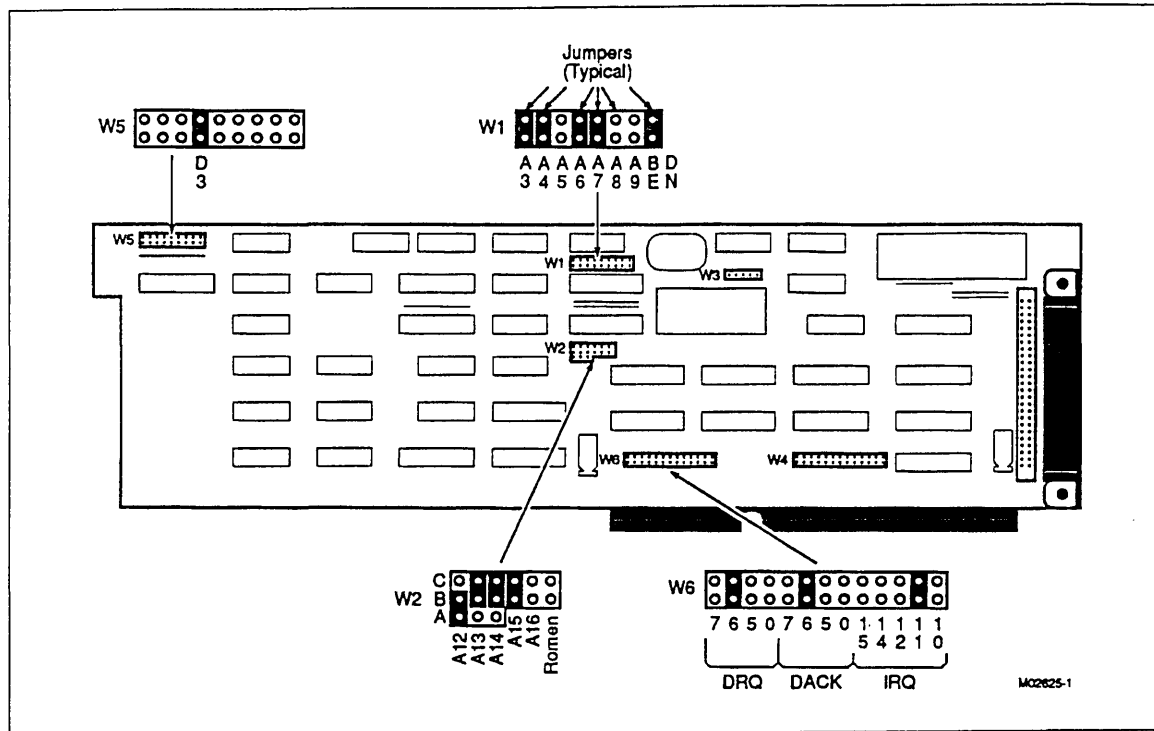 Jumpers
(Typical)
W5
D
3
W1
A A A A A A A B D
3 4 5 6 7 8 9 E N
W5
W1
W3
W2
W6
W4
W2
C
B
A
A12
A13
A14
A15
A16
Romen
W6
7 6 5 0 7 6 5 0 1 1 1 1 1
5 4 2 1 0
DRQ DACK IRQ
M02625-1